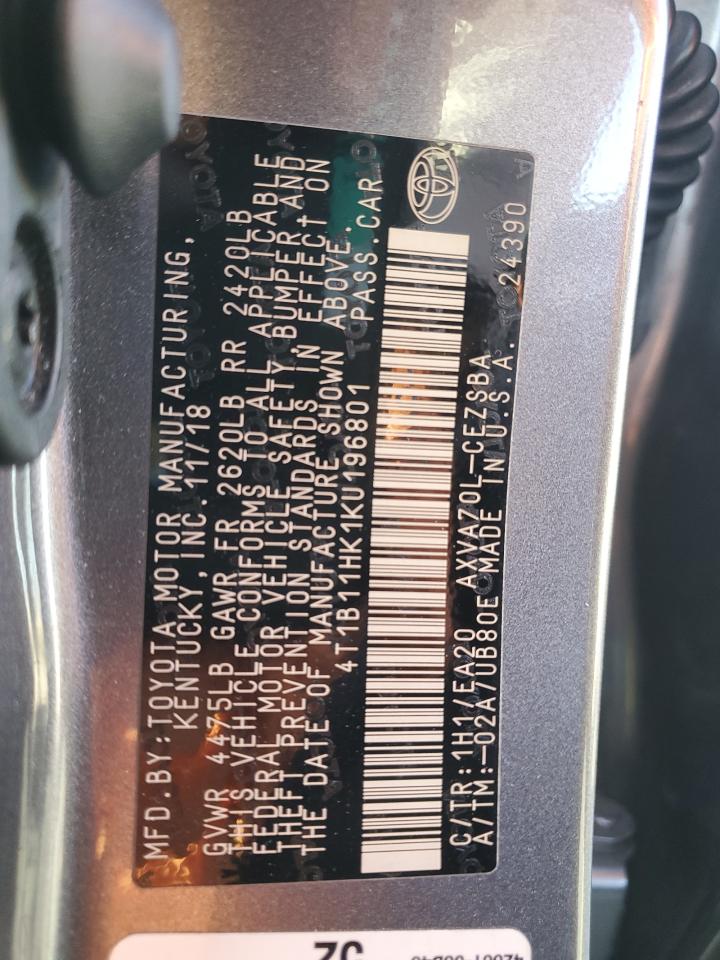 MFD.BY:TOYOTA MOTOR MANUFACTURING,
KENTUCKY, INC. 11/18
GVWR 4475LB GAWR FR 2620LB RR 2420LB
THIS VEHICLE CONFORMS TO ALL APPLICABLE
FEDERAL MOTOR VEHICLE SAFETY, BUMPER AND
THEFT PREVENTION STANDARDS IN EFFECT ON
THE DATE OF MANUFACTURE SHOWN ABOVE.
4T1B11HK1KU196801 PASS.CAR
C/TR:1H1/EA20 AXVA70L-CEZSBA
A/TM:-02A/UB80E MADE IN U.S.A. 24390
JZ